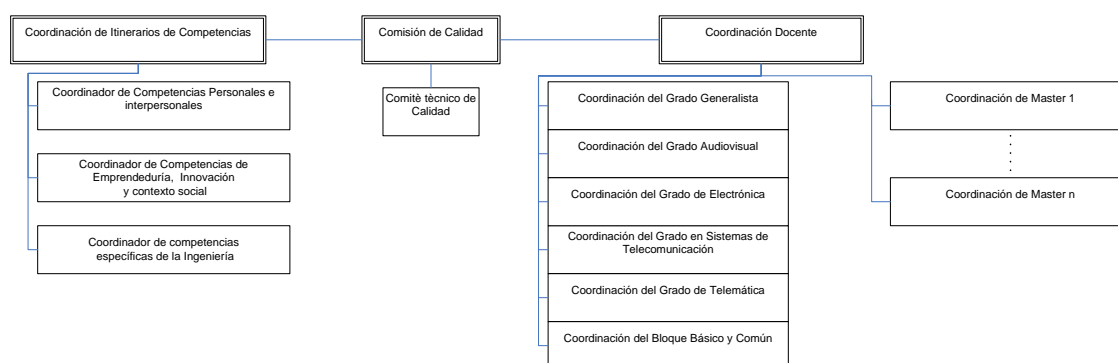 Coordinación de Itinerarios de Competencias
Comisión de Calidad
Coordinación Docente
Coordinador de Competencias Personales e
interpersonales
Coordinador de Competencias de
Emprendeduría, Innovación
y contexto social
Coordinador de competencias
específicas de la Ingeniería
Comitè tècnico de
Calidad
Coordinación del Grado Generalista
Coordinación del Grado Audiovisual
Coordinación del Grado de Electrónica
Coordinación del Grado en Sistemas de
Telecomunicación
Coordinación del Grado de Telemática
Coordinación del Bloque Básico y Común
Coordinación de Master 1
Coordinación de Master n